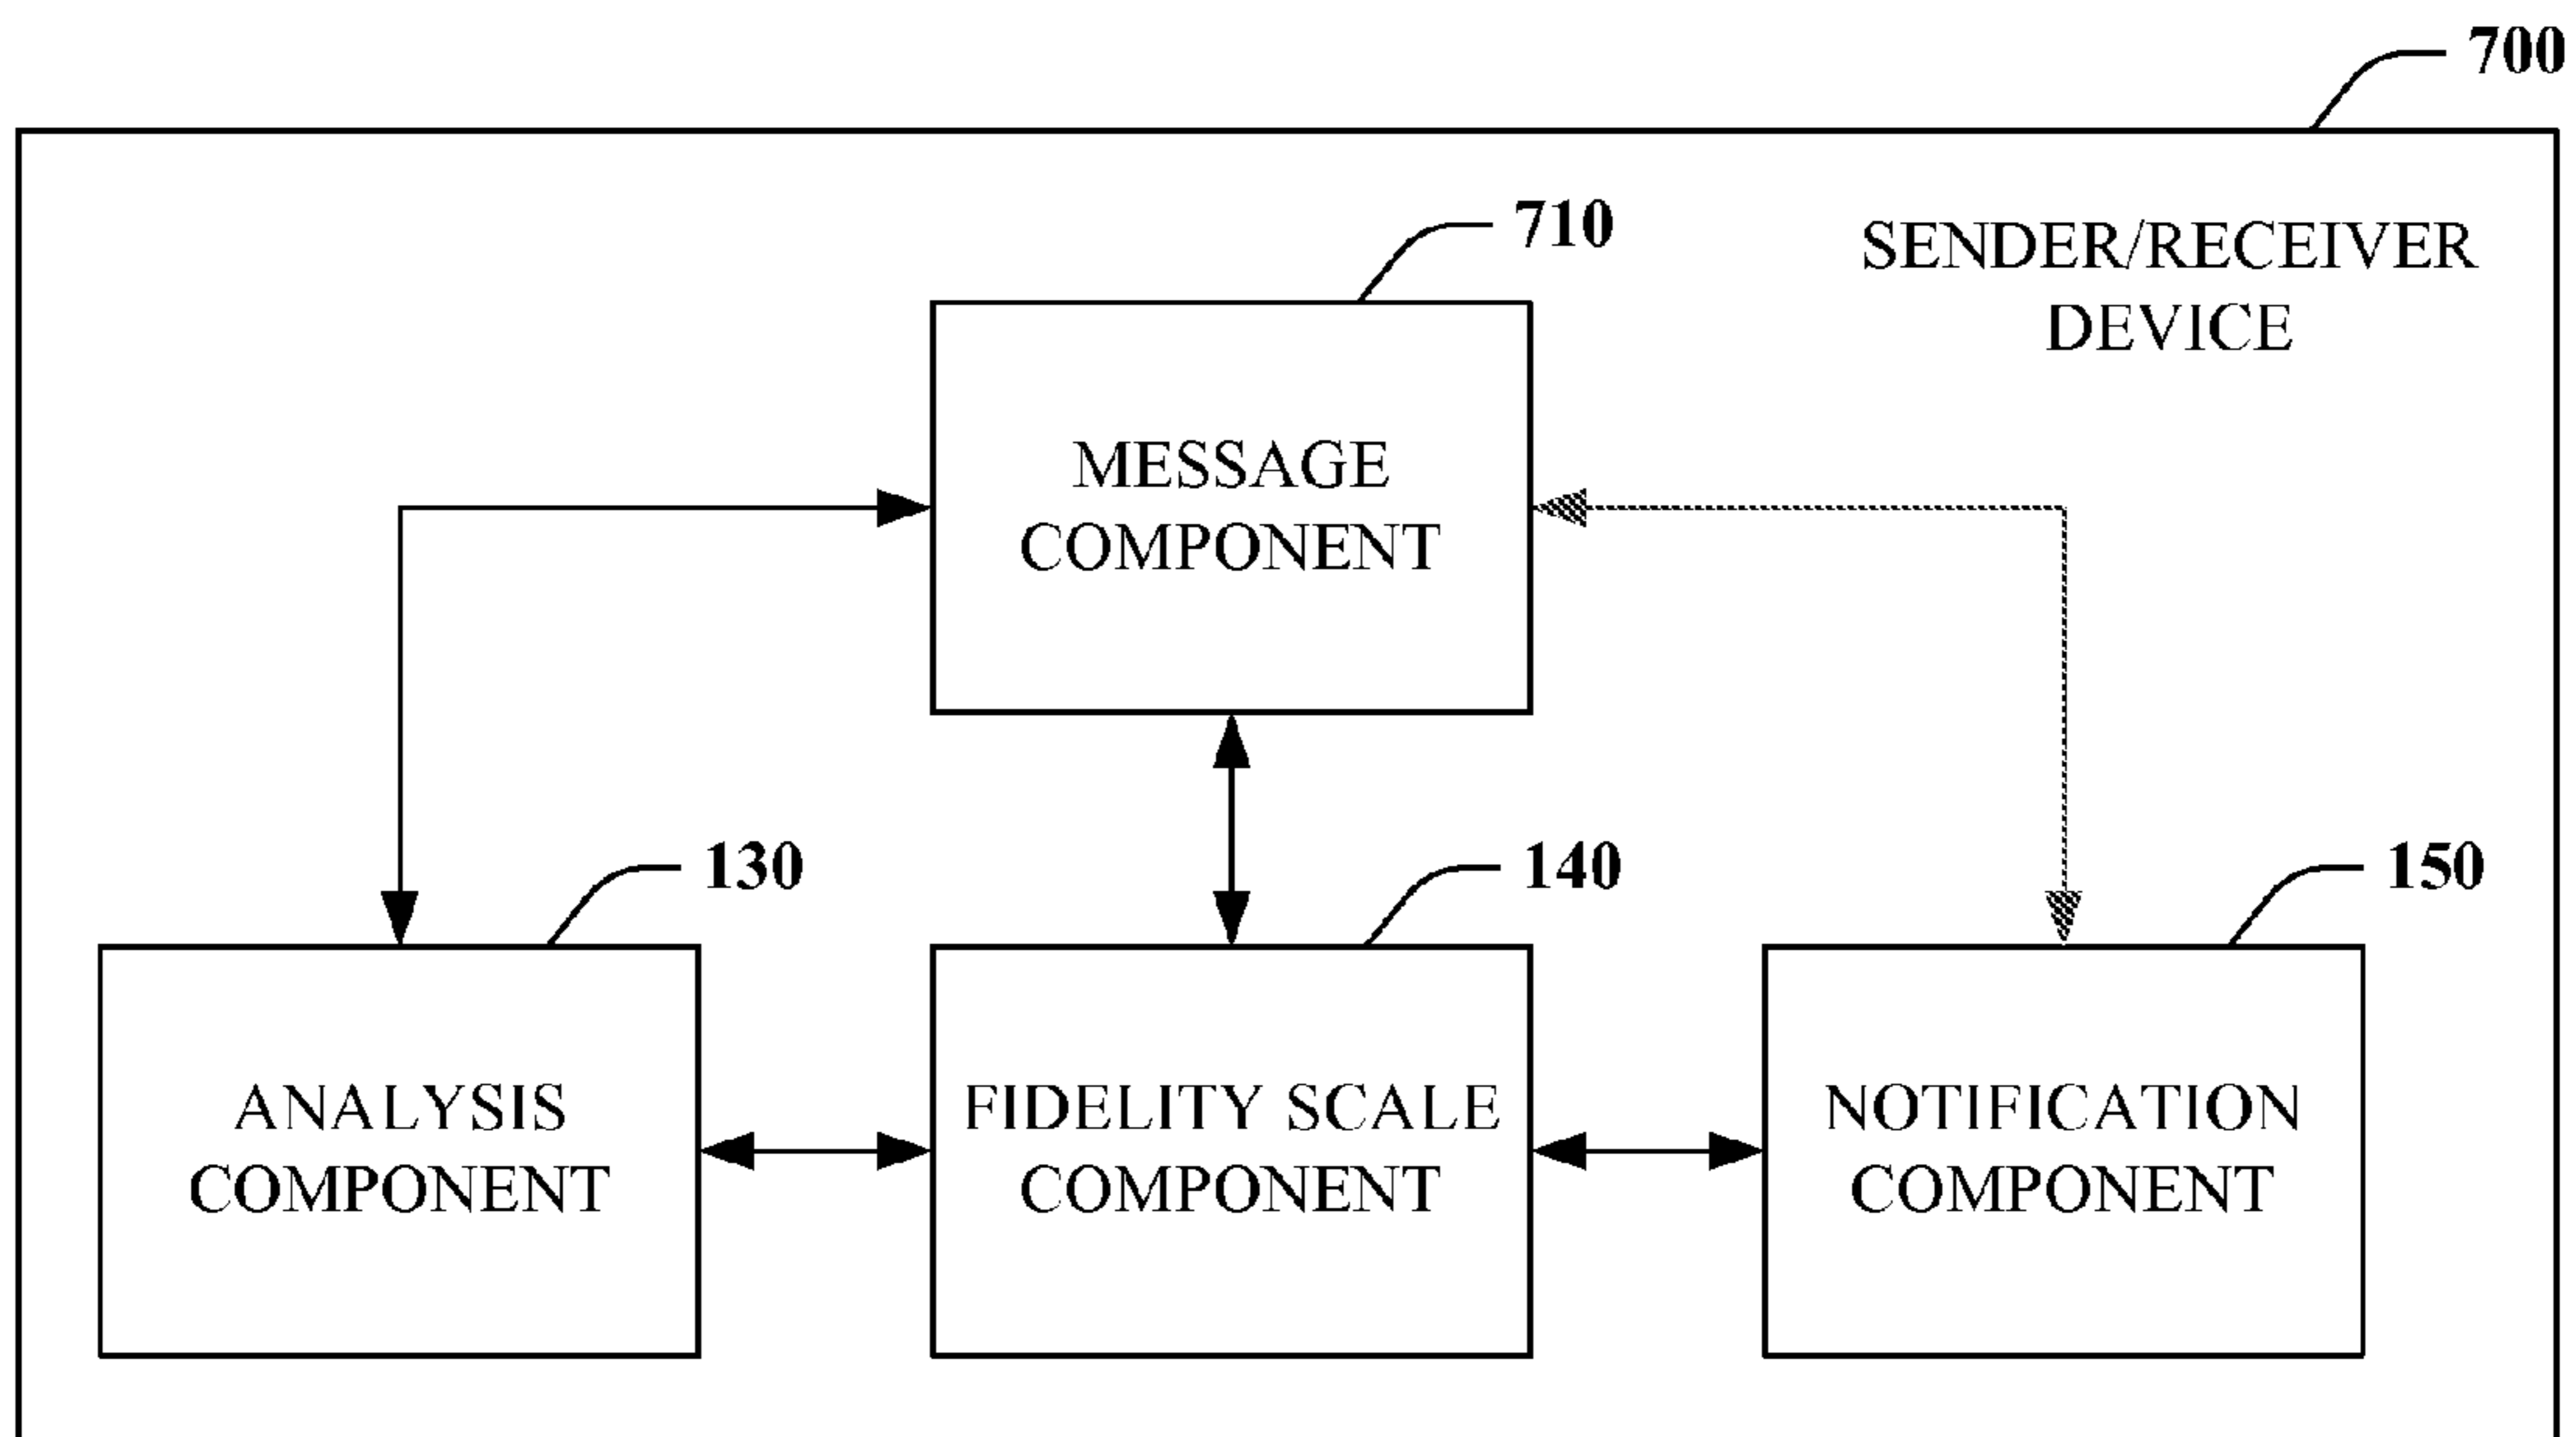 700
710
SENDER/RECEIVER
DEVICE
MESSAGE
COMPONENT
130
140
150
ANALYSIS
COMPONENT
FIDELITY SCALE
COMPONENT
NOTIFICATION
COMPONENT